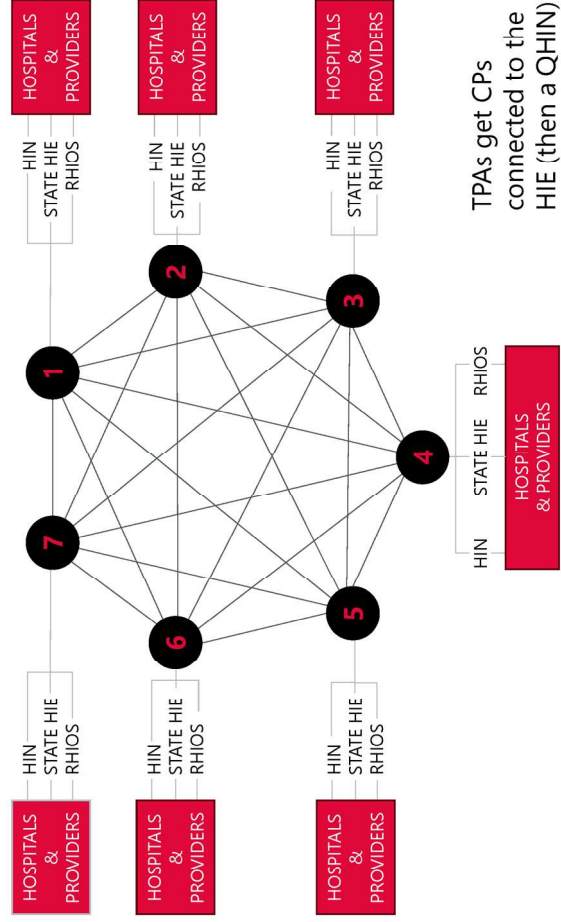 HOSPITALS
&
PROVIDERS
HIN
STATE HIE
RHIOS
7
1
HIN
STATE HIE
RHIOS
HOSPITALS
&
PROVIDERS
HOSPITALS
&
PROVIDERS
HIN
STATE HIE
RHIOS
6
2
HIN
STATE HIE
RHIOS
HOSPITALS
&
PROVIDERS
HOSPITALS
&
PROVIDERS
HIN
STATE HIE
RHIOS
5
3
HIN
STATE HIE
RHIOS
HOSPITALS
&
PROVIDERS
4
HIN
STATE HIE
RHIOS
HOSPITALS
& PROVIDERS
TPAs get CPs
connected to the
HIE (then a QHIN)